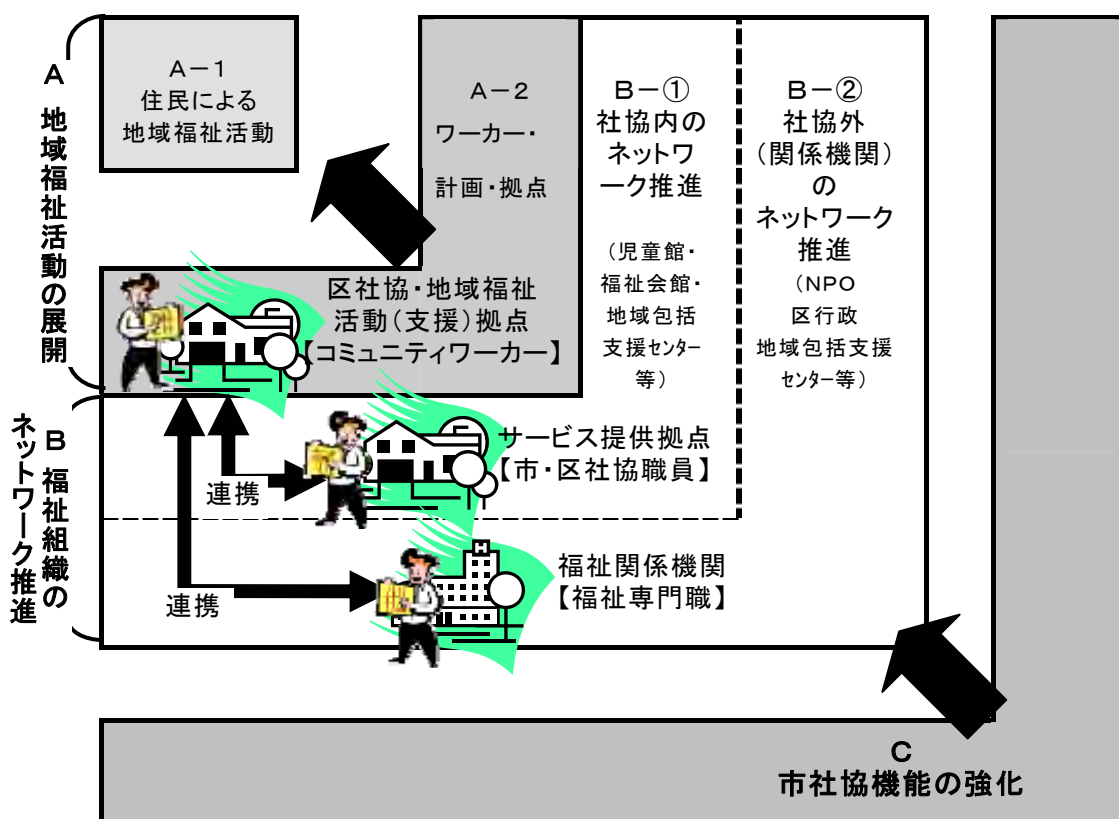 A 地域福祉活動の展開
A-1
住民による
地域福祉活動
A-2
ワーカー・
計画・拠点
B-①
社協内の
ネットワ
ーク推進
(児童館・
福祉会館・
地域包括
支援センター
等)
B-②
社協外
(関係機関)
の
ネットワーク
推進
(NPO
区行政
地域包括支援
センター等)
区社協・地域福祉
活動(支援)拠点
【コミュニティワーカー】
B 福祉組織の
ネットワーク推進
サービス提供拠点
【市・区社協職員】
連携
福祉関係機関
【福祉専門職】
連携
C
市社協機能の強化